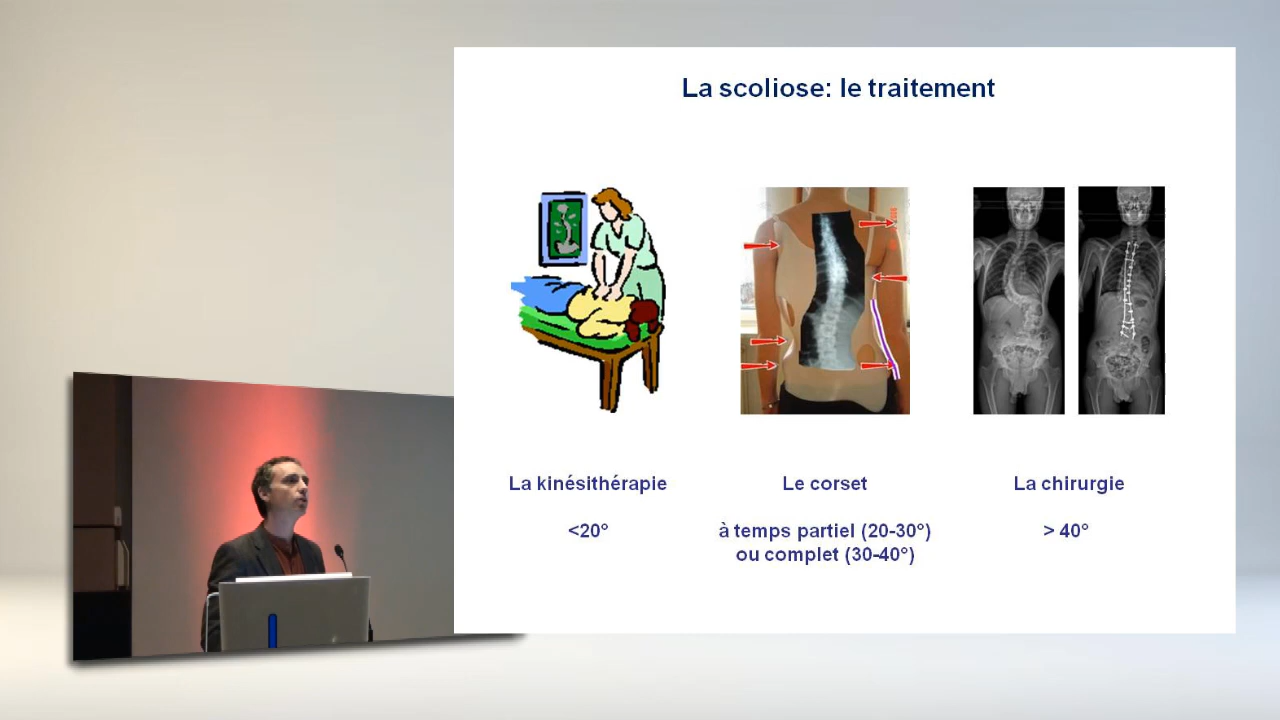 La scoliose: le traitement
La kinésithérapie
<20°
Le corset
à temps partiel (20-30°)
ou complet (30-40°)
La chirurgie
> 40°